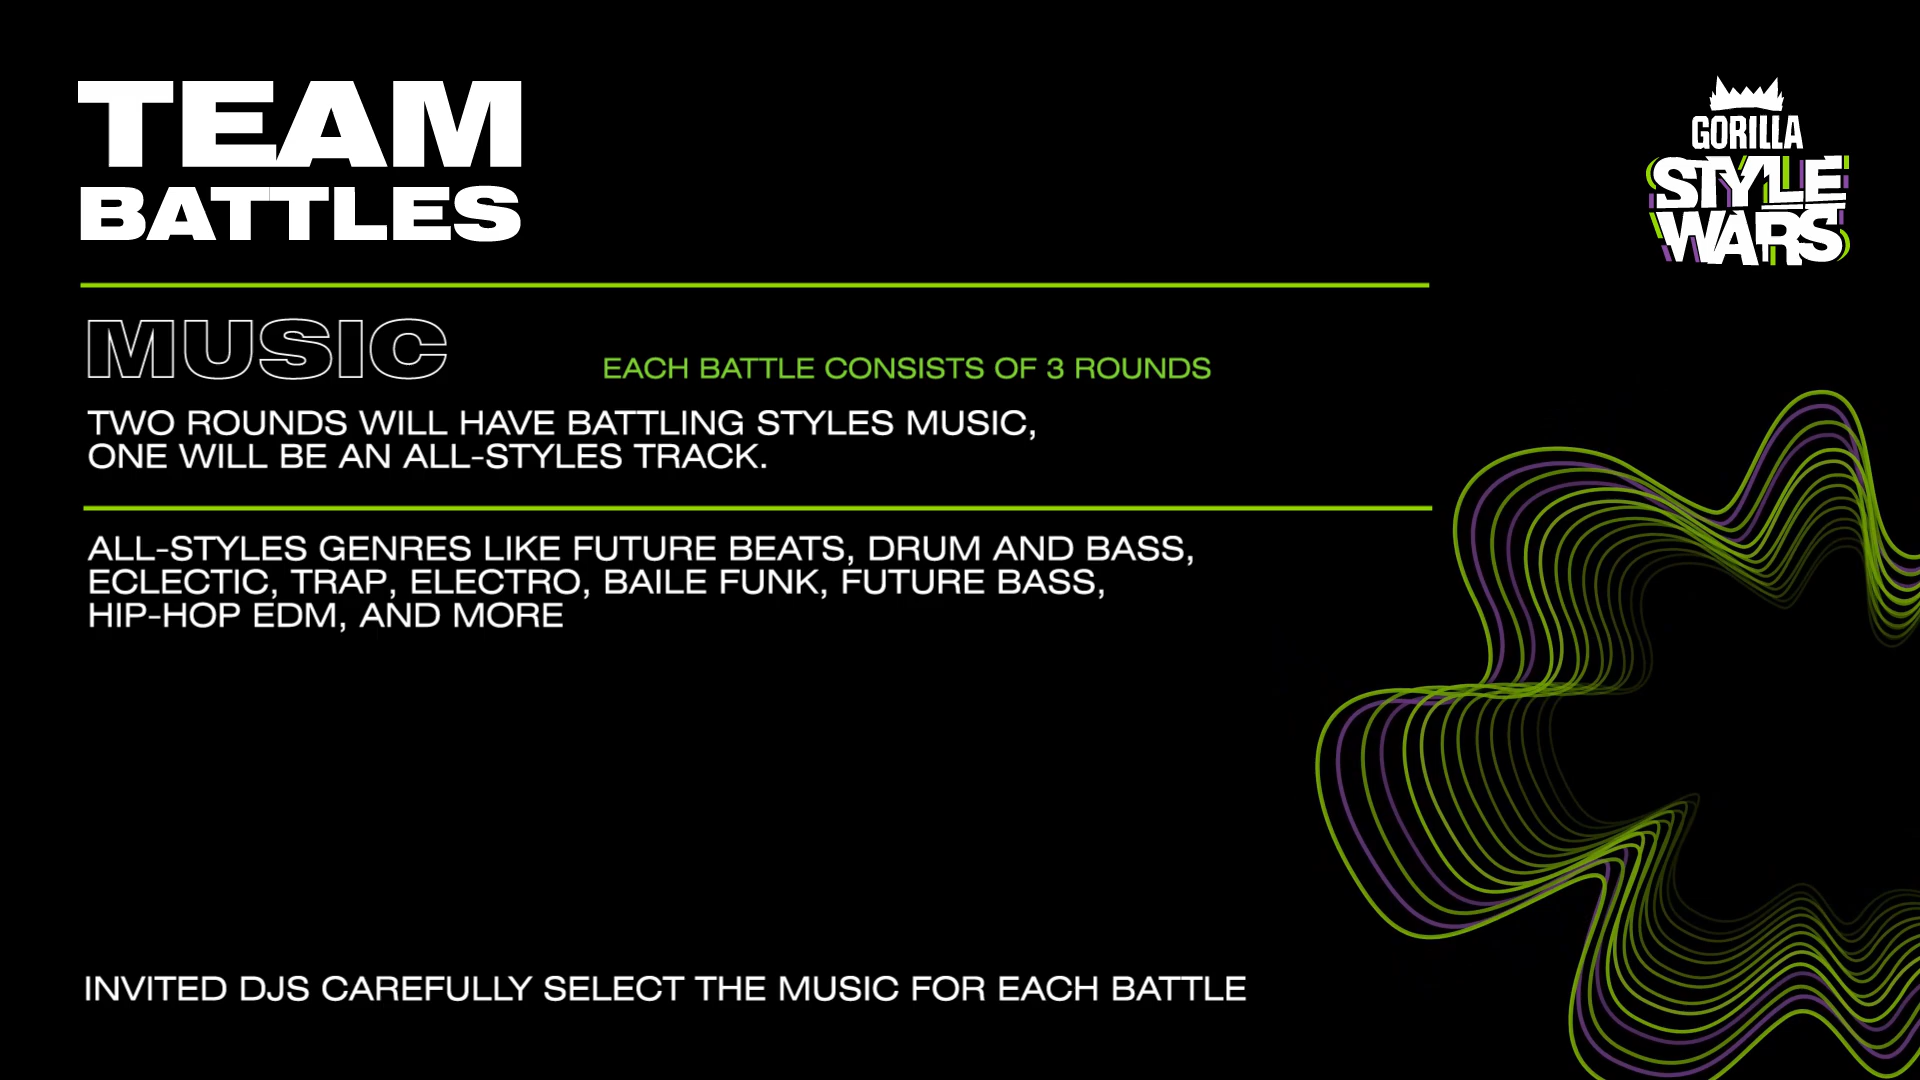 TEAM
BATTLES
GORILLA
STYLE
WARS
MUSIC
EACH BATTLE CONSISTS OF 3 ROUNDS
TWO ROUNDS WILL HAVE BATTLING STYLES MUSIC,
ONE WILL BE AN ALL-STYLES TRACK.
ALL-STYLES GENRES LIKE FUTURE BEATS, DRUM AND BASS,
ECLECTIC, TRAP, ELECTRO, BAILE FUNK, FUTURE BASS,
HIP-HOP EDM, AND MORE
INVITED DJS CAREFULLY SELECT THE MUSIC FOR EACH BATTLE